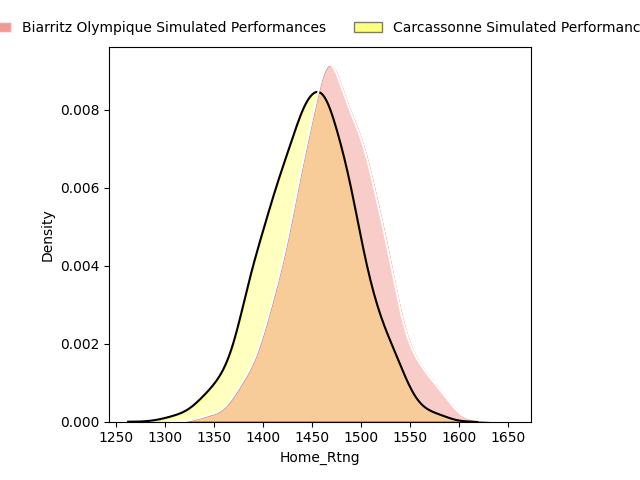 Biarritz Olympique Simulated Performances
Carcassonne Simulated Performanc
0.008
0.006
0.004
0.002
0.000
Density
1250 1300 1350 1400 1450 1500 1550 1600 1650
Home_Rtng